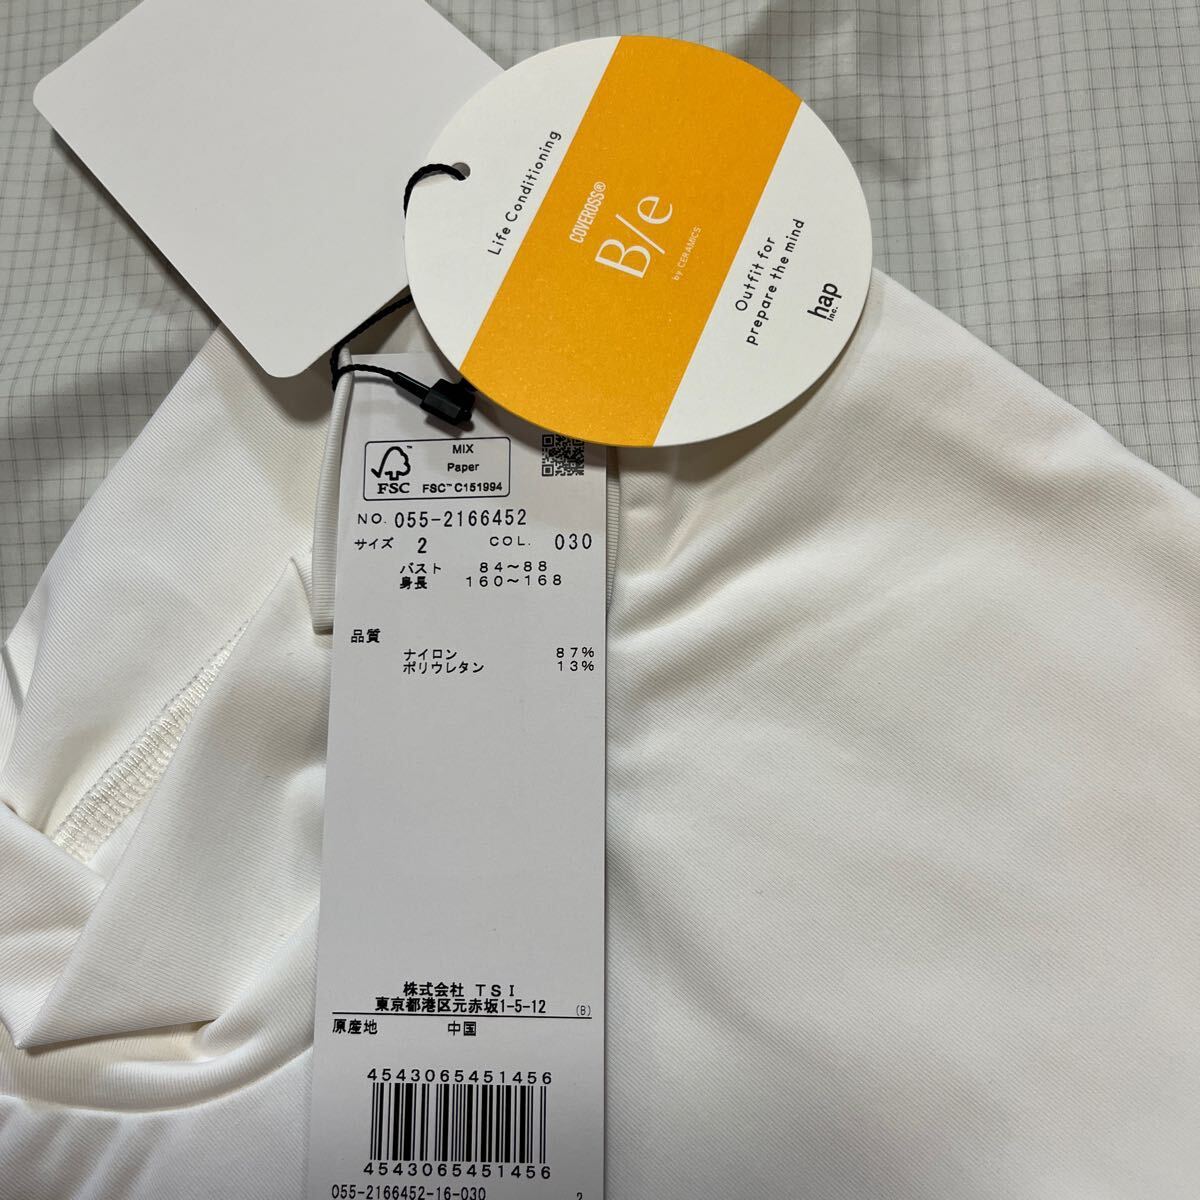 Life Conditioning
COVEROSS®
B/e
by CERAMICS
Outfit for
prepare the mind
hap
inc.
FSC™
MIX
Paper
FSC™ C151994
NO. 055-2166452
サイズ 2 COL. 030
バスト 84～88
身長 160～168
品質
ナイロン 87%
ポリウレタン 13%
株式会社 TSI
東京都港区元赤坂1-5-12 (B)
原産地 中国
4543065451456
4543065451456
055-2166452-16-030 2